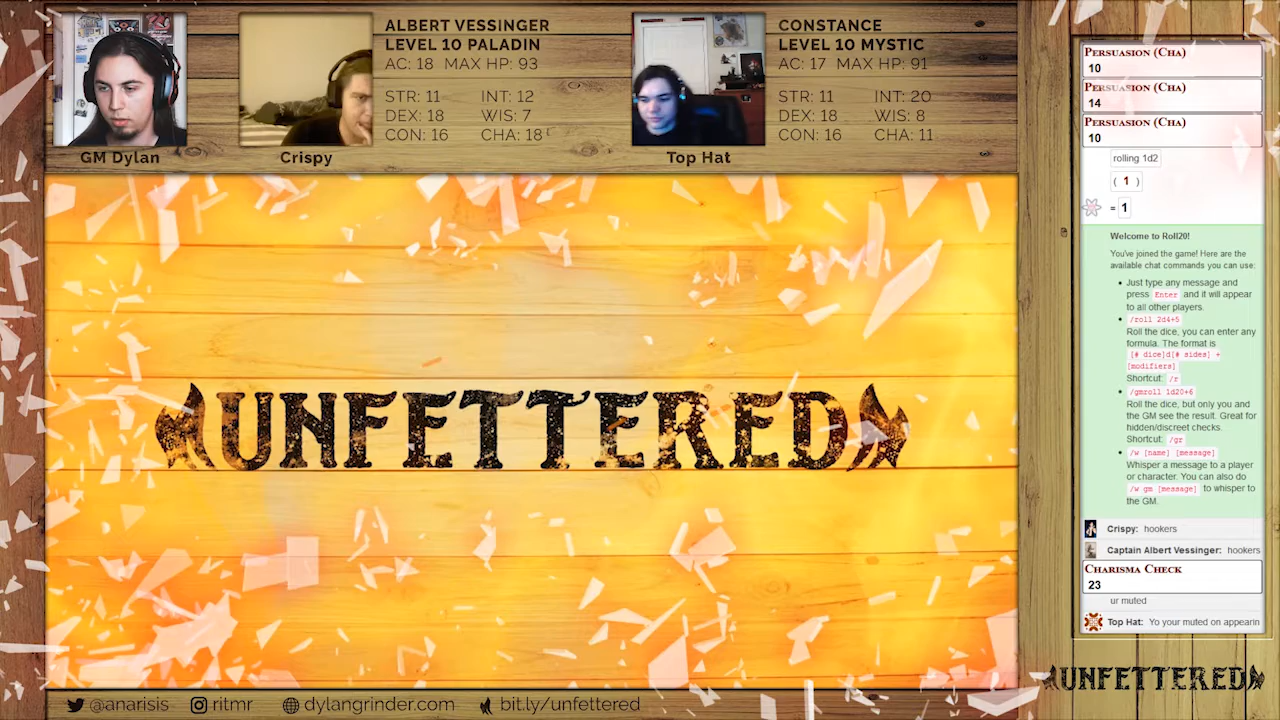 ALBERT VESSINGER
LEVEL 10 PALADIN
AC: 18 MAX HP: 93
STR: 11 INT: 12
DEX: 18 WIS: 7
CON: 16 CHA: 18
CONSTANCE
LEVEL 10 MYSTIC
AC: 17 MAX HP: 91
STR: 11 INT: 20
DEX: 18 WIS: 8
CON: 16 CHA: 11
GM Dylan
Crispy
Top Hat
UNFETTERED
@anarisis ritmr dylangrinder.com bit.ly/unfettered
Persuasion (Cha)
10
Persuasion (Cha)
14
Persuasion (Cha)
10
rolling 1d2
( 1 )
= 1
Welcome to Roll20!
You've joined the game! Here are the
available chat commands you can use:
• Just type any message and
press Enter and it will appear
to all other players.
• /roll 2d4+5
Roll the dice, you can enter any
formula. The format is
[# dice]d[# sides] +
[modifiers]
Shortcut: /r
• /gmroll 1d20+6
Roll the dice, but only you and
the GM see the result. Great for
hidden/discreet checks.
Shortcut: /gr
• /w [name] [message]
Whisper a message to a player
or character. You can also do
/w gm [message] to whisper to
the GM.
Crispy: hookers
Captain Albert Vessinger: hookers
Charisma Check
23
ur muted
Top Hat: Yo your muted on appearin
UNFETTERED